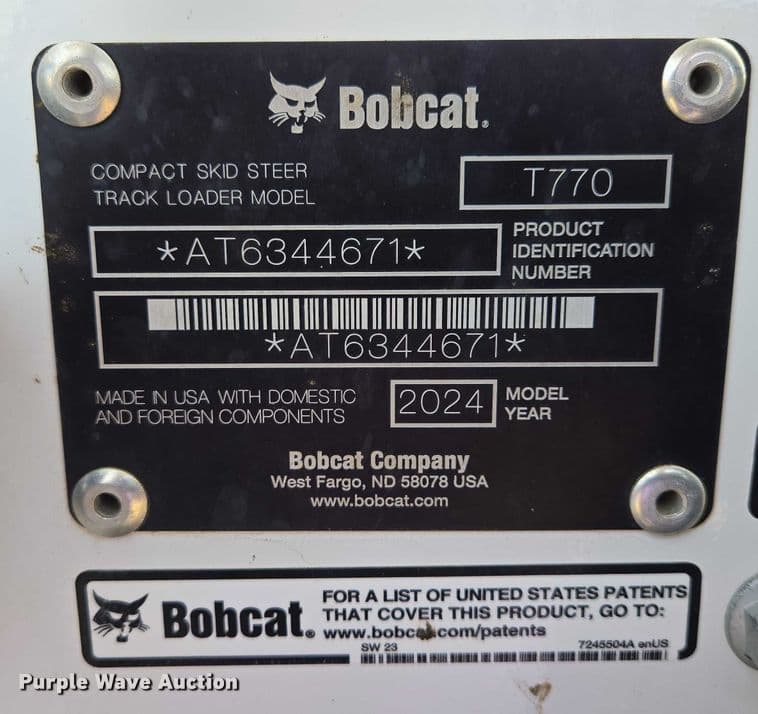 Bobcat.
COMPACT SKID STEER
TRACK LOADER MODEL
T770
*AT6344671*
PRODUCT
IDENTIFICATION
NUMBER
*AT6344671*
MADE IN USA WITH DOMESTIC
AND FOREIGN COMPONENTS
2024
MODEL
YEAR
Bobcat Company
West Fargo, ND 58078 USA
www.bobcat.com
Bobcat.
FOR A LIST OF UNITED STATES PATENTS
THAT COVER THIS PRODUCT, GO TO:
www.bobcat.com/patents
SW 23
7245504A enUS
Purple Wave Auction